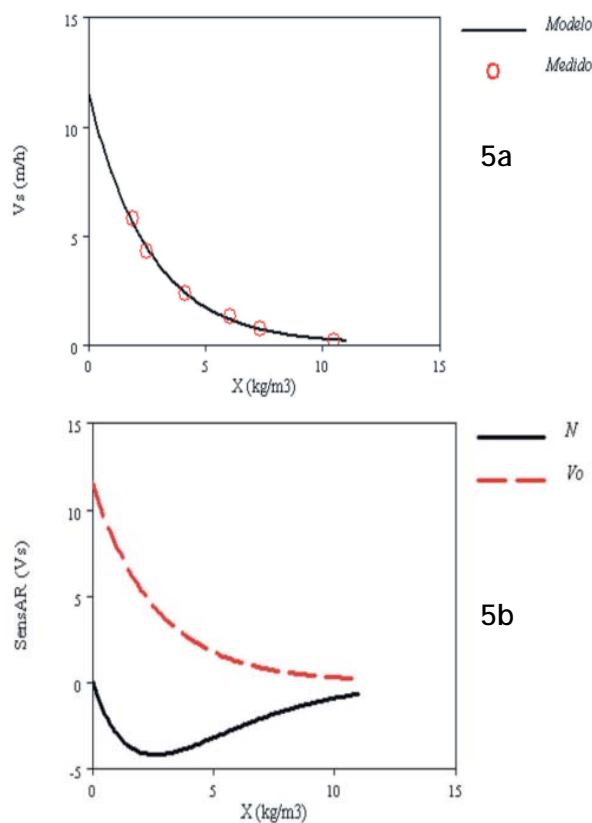 15
10
5
0
Vs (m/h)
0 5 10 15
X (kg/m3)
Modelo
Medido
5a
15
10
5
0
-5
SensAR (Vs)
0 5 10 15
X (kg/m3)
N
Vo
5b